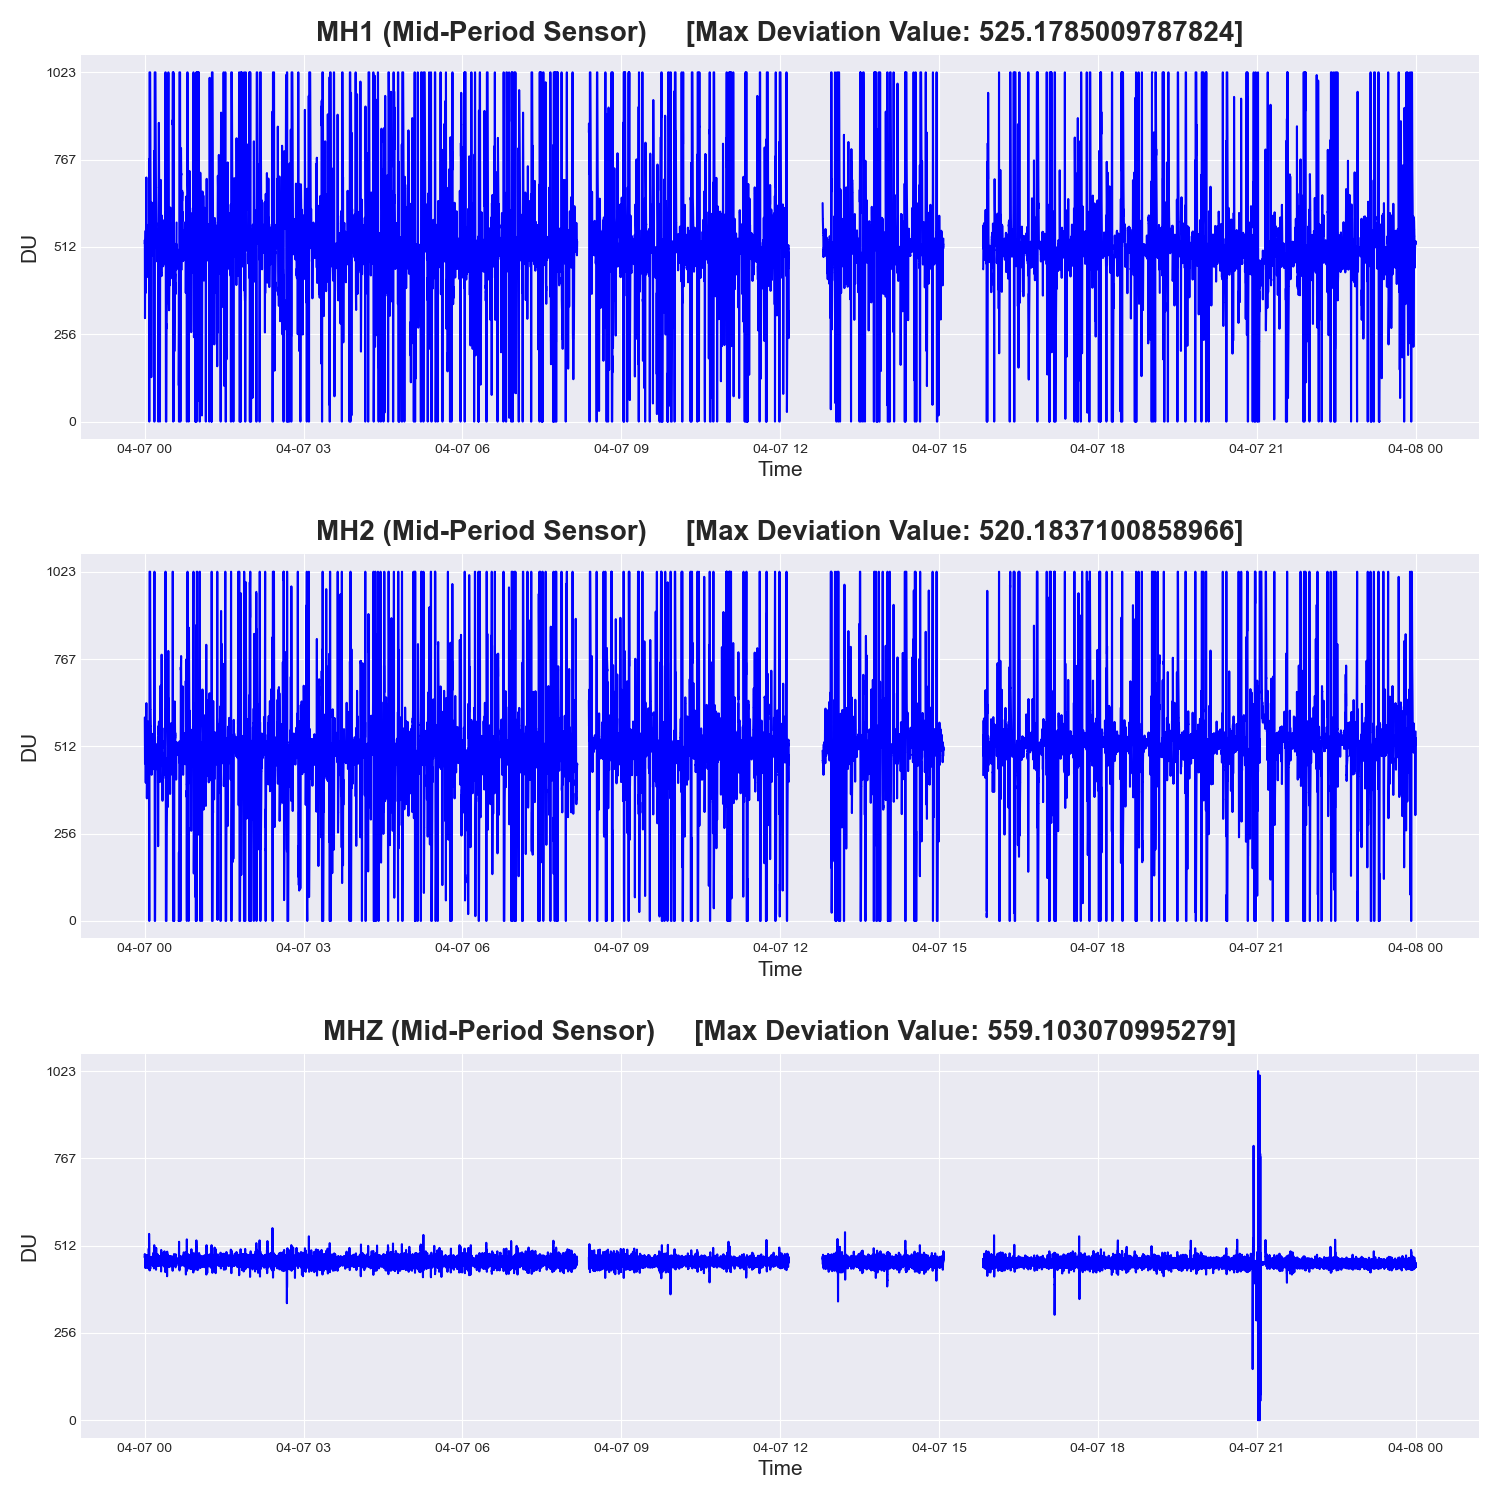 MH1 (Mid-Period Sensor) [Max Deviation Value: 525.1785009787824]
1023
767
512
256
0
DU
04-07 00 04-07 03 04-07 06 04-07 09 04-07 12 04-07 15 04-07 18 04-07 21 04-08 00
Time
MH2 (Mid-Period Sensor) [Max Deviation Value: 520.1837100858966]
1023
767
512
256
0
DU
04-07 00 04-07 03 04-07 06 04-07 09 04-07 12 04-07 15 04-07 18 04-07 21 04-08 00
Time
MHZ (Mid-Period Sensor) [Max Deviation Value: 559.103070995279]
1023
767
512
256
0
DU
04-07 00 04-07 03 04-07 06 04-07 09 04-07 12 04-07 15 04-07 18 04-07 21 04-08 00
Time